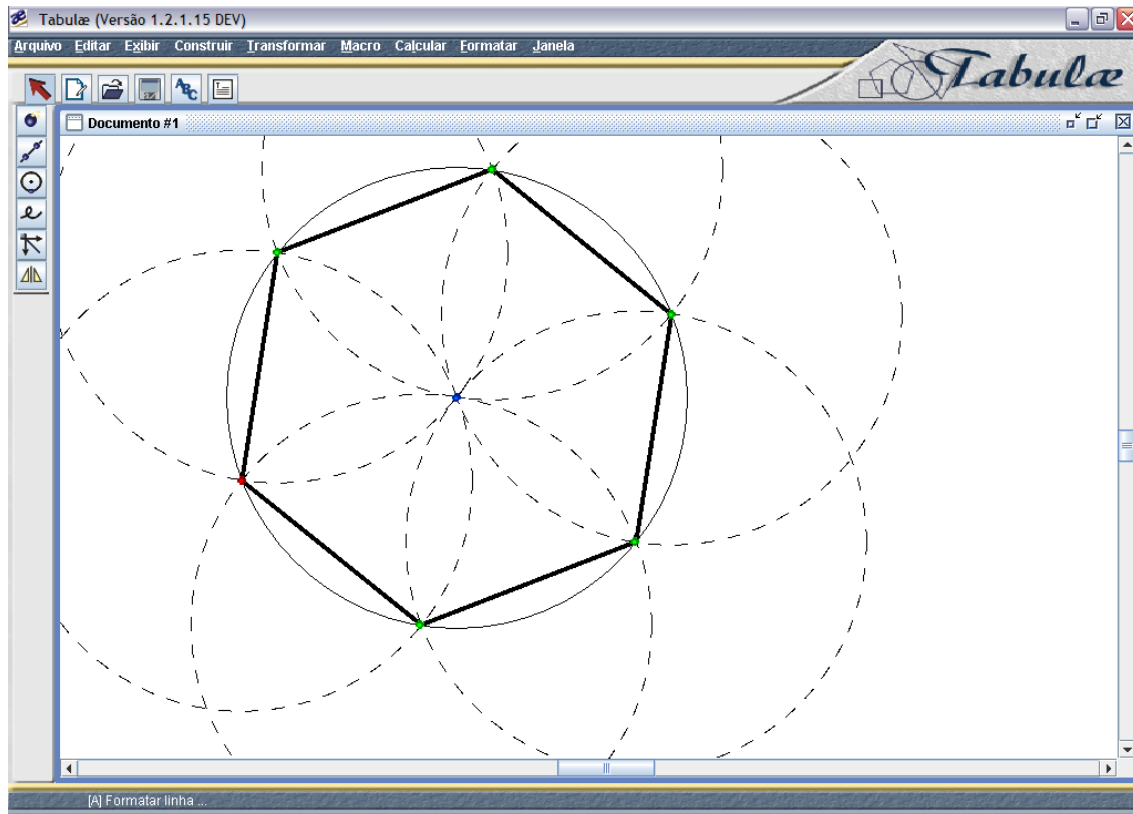 Tabulæ (Versão 1.2.1.15 DEV)
Arquivo Editar Exibir Construir Transformar Macro Calcular Formatar Janela
Tabulæ
ABC
Documento #1
[A] Formatar linha ...